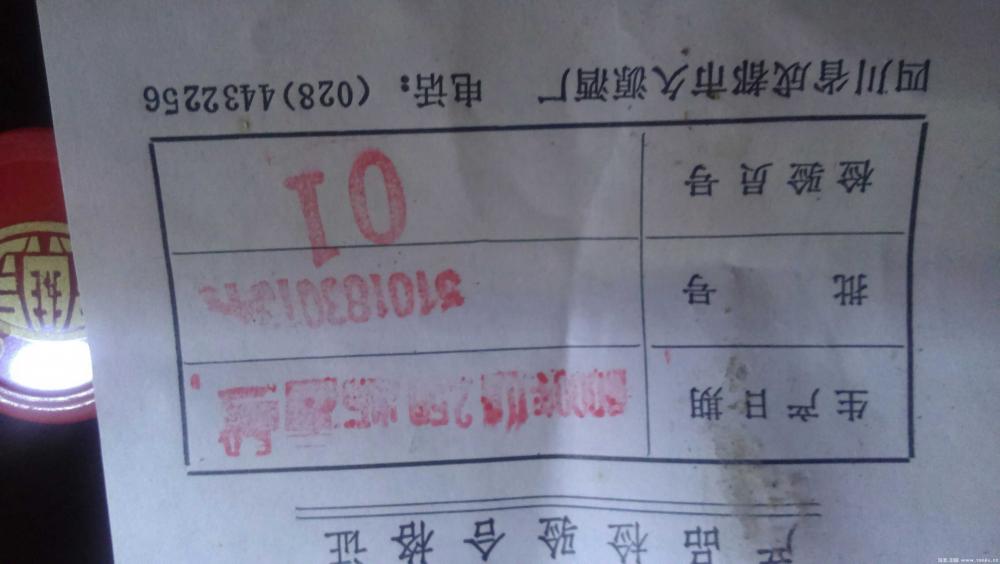 产品检验合格证
生产日期
批号 51018301
检验员号 01
四川省成都市久源酒厂 电话：(028)4432256